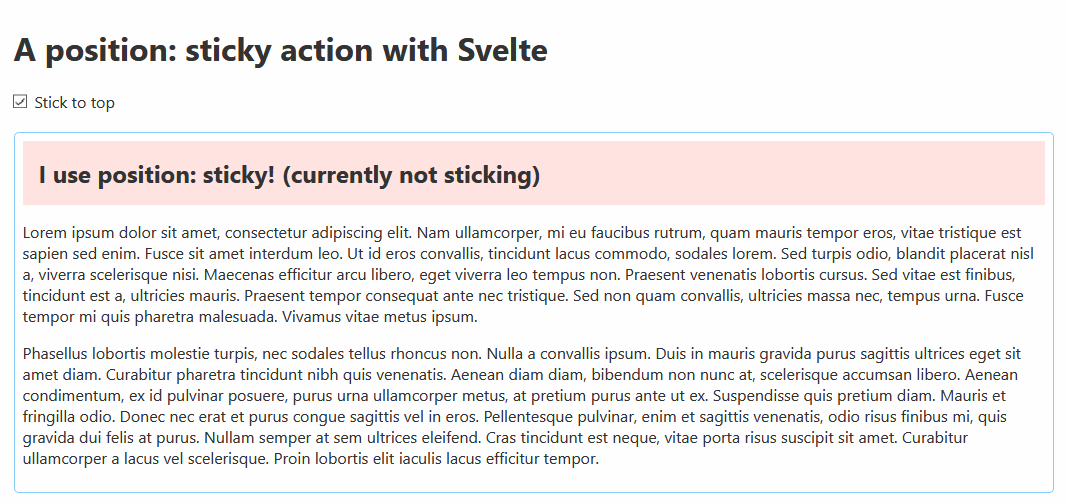 A position: sticky action with Svelte
Stick to top
I use position: sticky! (currently not sticking)
Lorem ipsum dolor sit amet, consectetur adipiscing elit. Nam ullamcorper, mi eu faucibus rutrum, quam mauris tempor eros, vitae tristique est
sapien sed enim. Fusce sit amet interdum leo. Ut id eros convallis, tincidunt lacus commodo, sodales lorem. Sed turpis odio, blandit placerat nisl
a, viverra scelerisque nisi. Maecenas efficitur arcu libero, eget viverra leo tempus non. Praesent venenatis lobortis cursus. Sed vitae est finibus,
tincidunt est a, ultricies mauris. Praesent tempor consequat ante nec tristique. Sed non quam convallis, ultricies massa nec, tempus urna. Fusce
tempor mi quis pharetra malesuada. Vivamus vitae metus ipsum.
Phasellus lobortis molestie turpis, nec sodales tellus rhoncus non. Nulla a convallis ipsum. Duis in mauris gravida purus sagittis ultrices eget sit
amet diam. Curabitur pharetra tincidunt nibh quis venenatis. Aenean diam diam, bibendum non nunc at, scelerisque accumsan libero. Aenean
condimentum, ex id pulvinar posuere, purus urna ullamcorper metus, at pretium purus ante ut ex. Suspendisse quis pretium diam. Mauris et
fringilla odio. Donec nec erat et purus congue sagittis vel in eros. Pellentesque pulvinar, enim et sagittis venenatis, odio risus finibus mi, quis
gravida dui felis at purus. Nullam semper at sem ultrices eleifend. Cras tincidunt est neque, vitae porta risus suscipit sit amet. Curabitur
ullamcorper a lacus vel scelerisque. Proin lobortis elit iaculis lacus efficitur tempor.